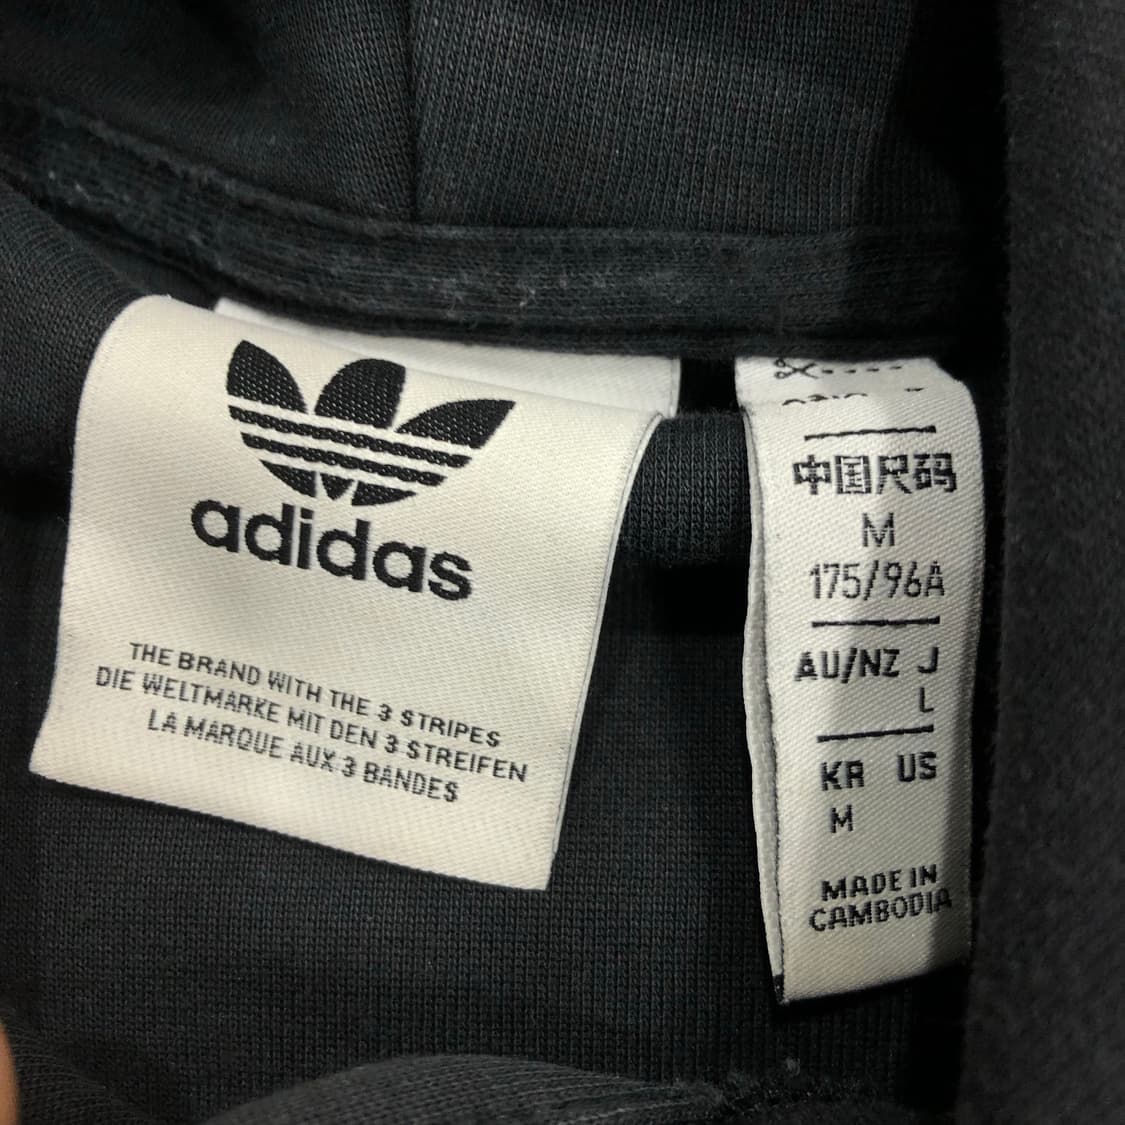 adidas
THE BRAND WITH THE 3 STRIPES
DIE WELTMARKE MIT DEN 3 STREIFEN
LA MARQUE AUX 3 BANDES
中国尺码
M
175/96A
AU/NZ J
L
KR US
M
MADE IN
CAMBODIA